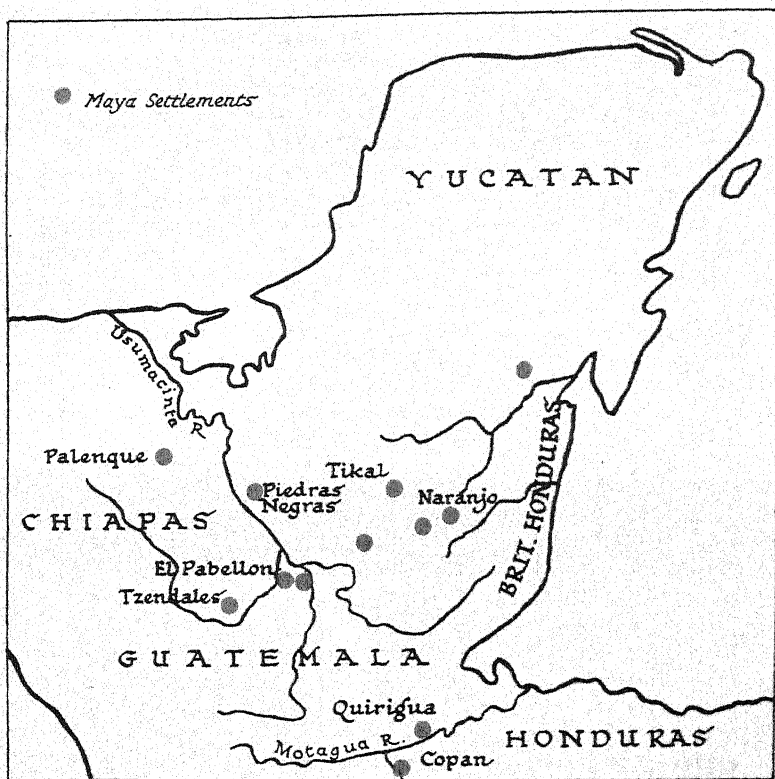 Maya Settlements
YUCATAN
Usumacinta R.
Palenque
Tikal
Piedras
Negras
Naranjo
CHIAPAS
BRIT. HONDURAS
El Pabellon
Tzendales
GUATEMALA
Quirigua
Motagua R.
HONDURAS
Copan